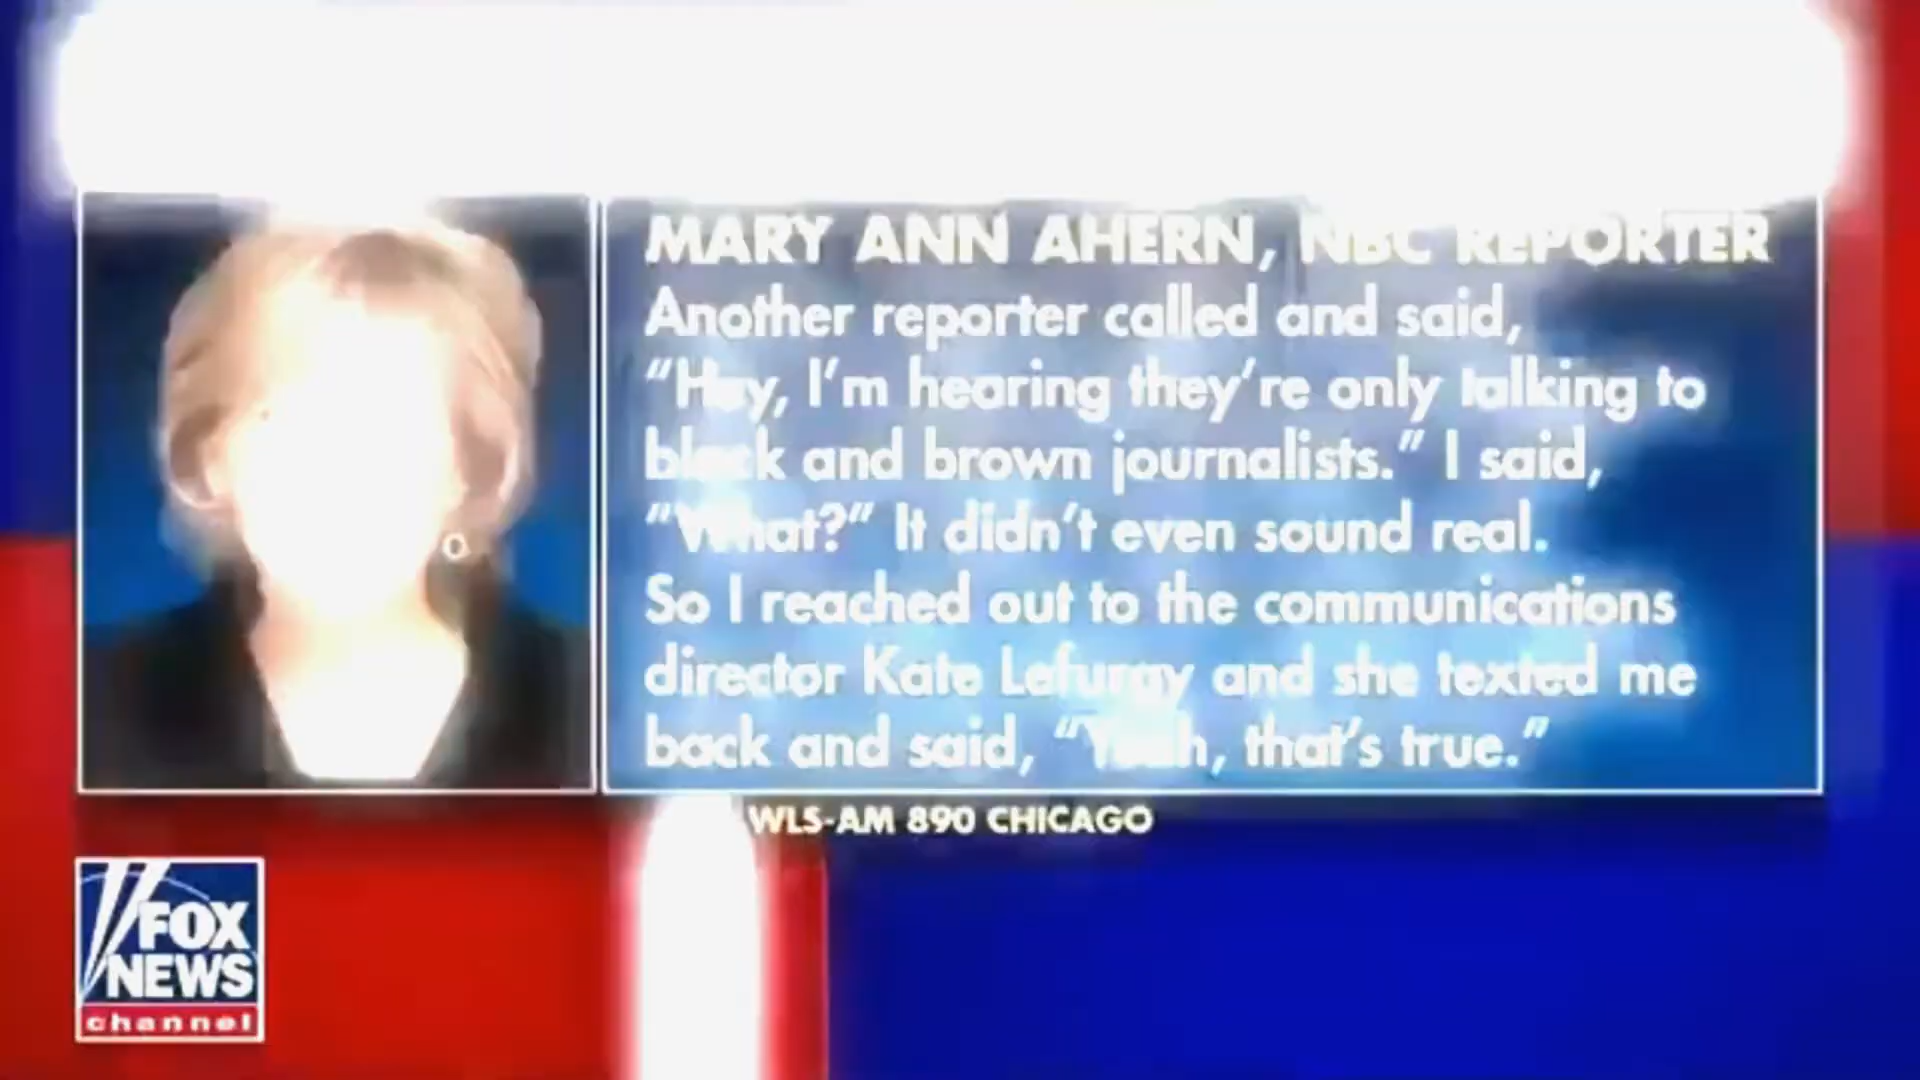 MARY ANN AHERN, NBC REPORTER
Another reporter called and said,
“Hey, I’m hearing they’re only talking to
black and brown journalists.” I said,
“What?” It didn’t even sound real.
So I reached out to the communications
director Kate Lefurgy and she texted me
back and said, “Yeah, that’s true.”
WLS-AM 890 CHICAGO
FOX
NEWS
channel